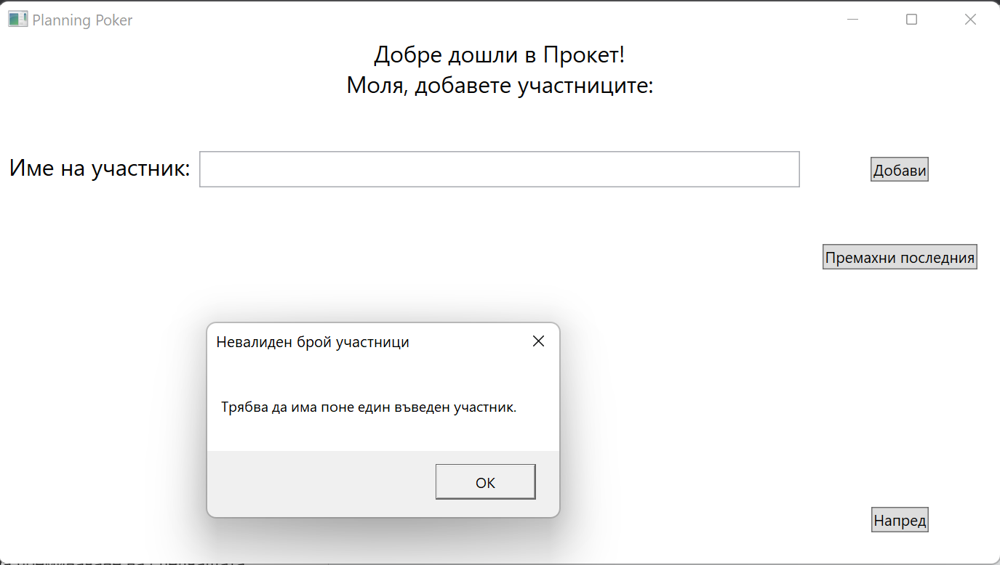 Planning Poker
Добре дошли в Прокет!
Моля, добавете участниците:
Име на участник:
Добави
Премахни последния
Невалиден брой участници
Трябва да има поне един въведен участник.
OK
Напред